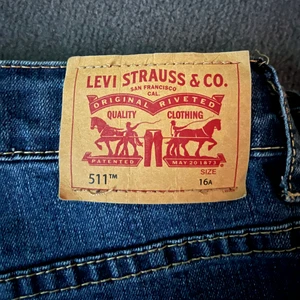 LEVI STRAUSS & CO.
SAN FRANCISCO
CAL.
ORIGINAL RIVETED
QUALITY CLOTHING
PATENTED MAY 20 1873
511™
SIZE
16A